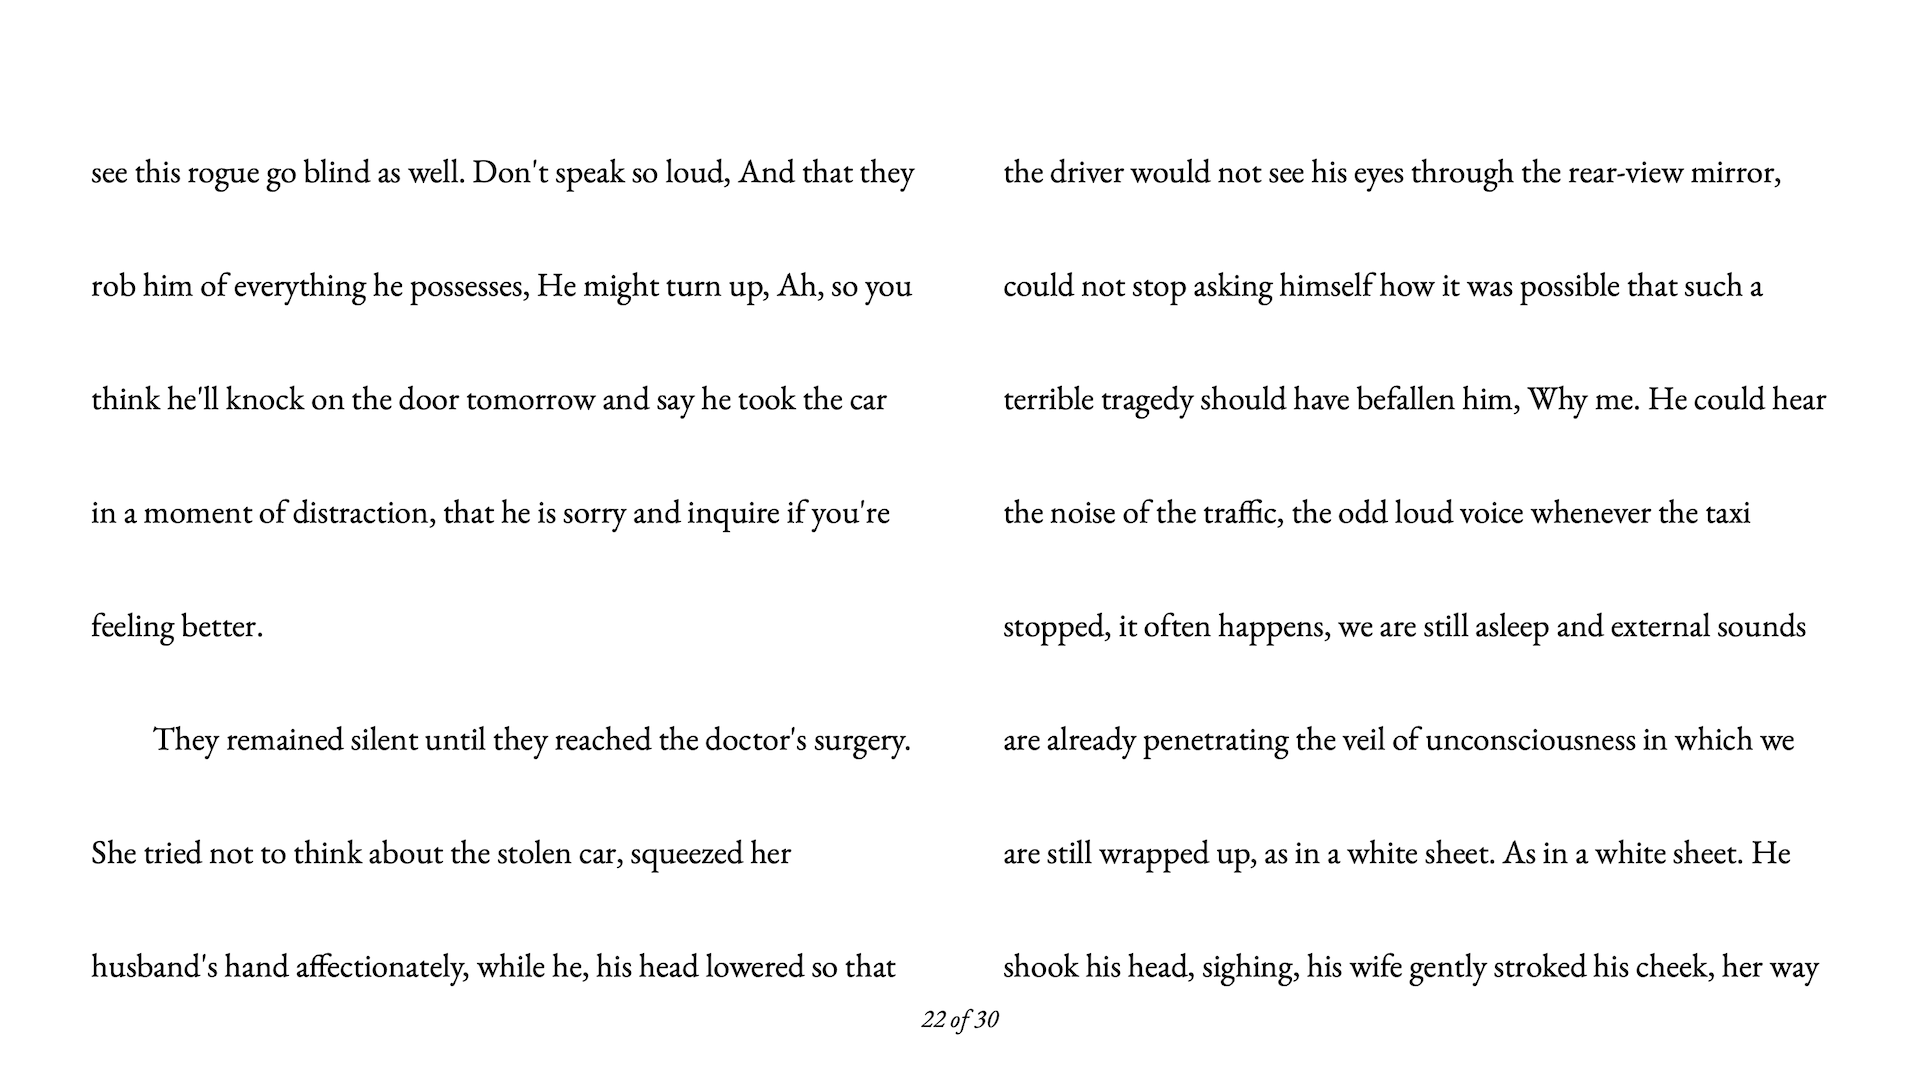 see this rogue go blind as well. Don't speak so loud, And that they
rob him of everything he possesses, He might turn up, Ah, so you
think he'll knock on the door tomorrow and say he took the car
in a moment of distraction, that he is sorry and inquire if you're
feeling better.
They remained silent until they reached the doctor's surgery.
She tried not to think about the stolen car, squeezed her
husband's hand affectionately, while he, his head lowered so that
the driver would not see his eyes through the rear-view mirror,
could not stop asking himself how it was possible that such a
terrible tragedy should have befallen him, Why me. He could hear
the noise of the traffic, the odd loud voice whenever the taxi
stopped, it often happens, we are still asleep and external sounds
are already penetrating the veil of unconsciousness in which we
are still wrapped up, as in a white sheet. As in a white sheet. He
shook his head, sighing, his wife gently stroked his cheek, her way
22 of 30